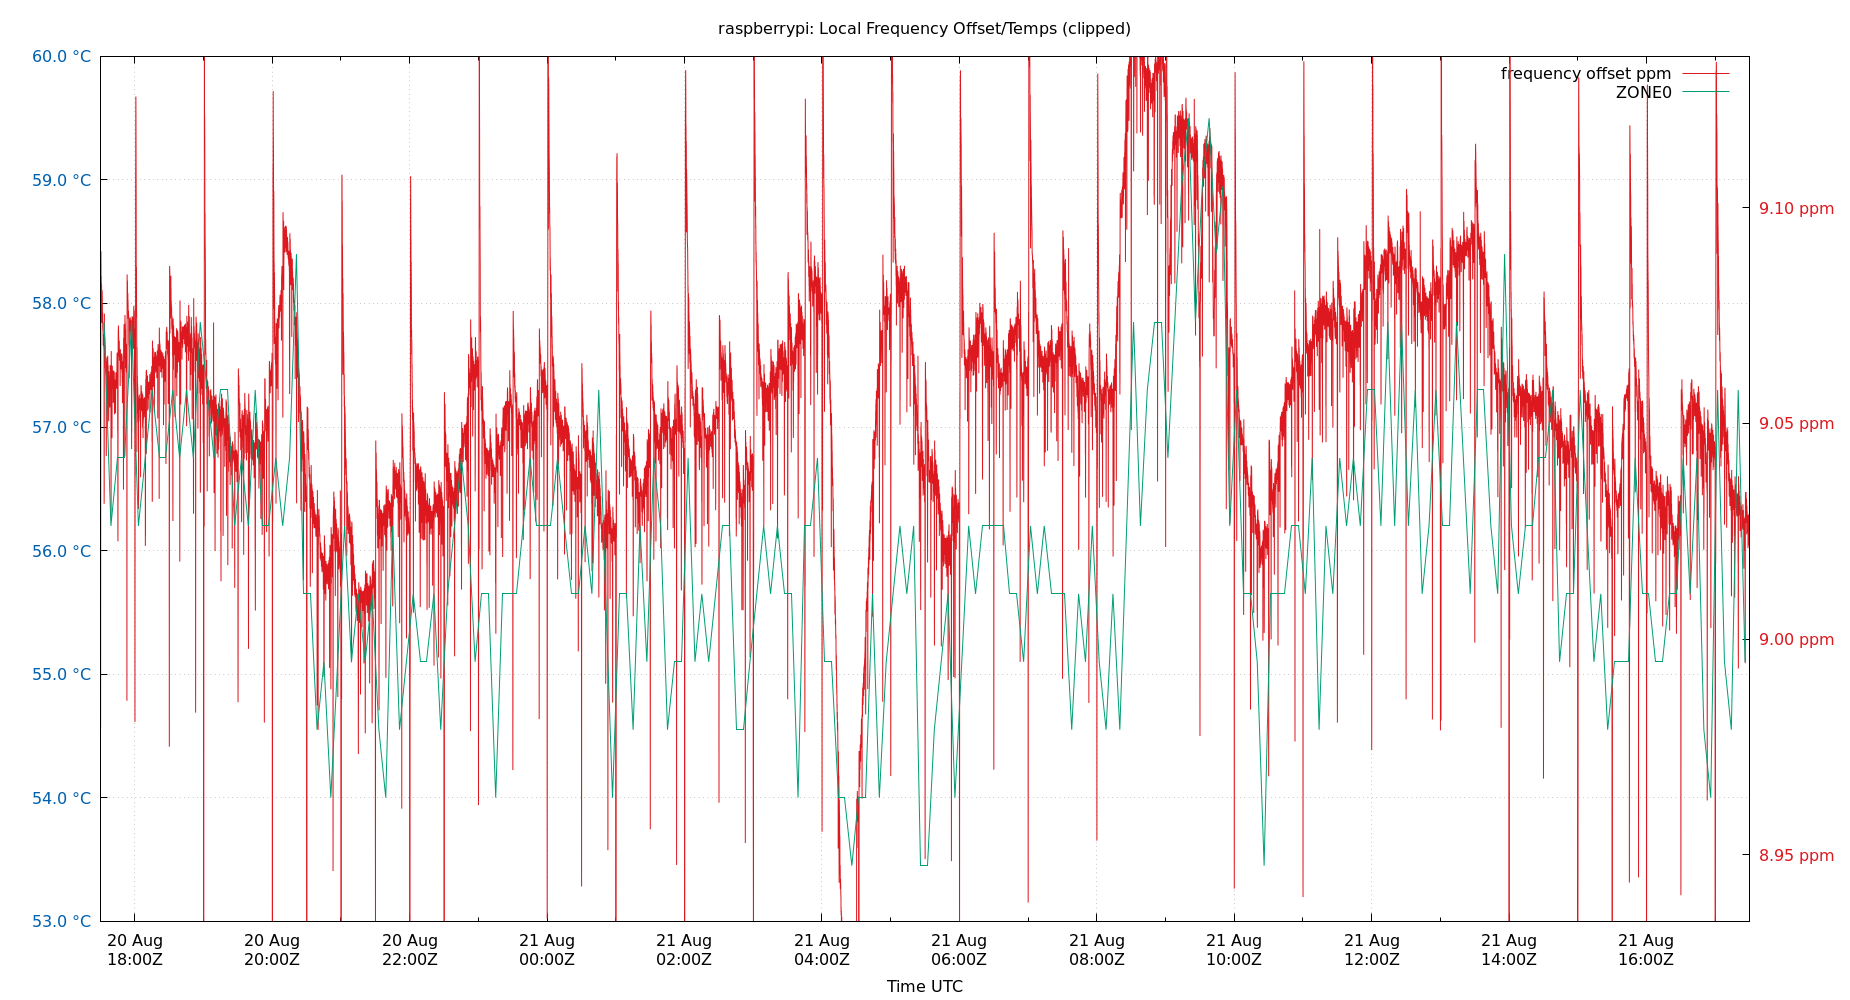 raspberrypi: Local Frequency Offset/Temps (clipped)
60.0 °C
59.0 °C
58.0 °C
57.0 °C
56.0 °C
55.0 °C
54.0 °C
53.0 °C
frequency offset ppm
ZONE0
9.10 ppm
9.05 ppm
9.00 ppm
8.95 ppm
20 Aug 20 Aug 20 Aug 21 Aug 21 Aug 21 Aug 21 Aug 21 Aug 21 Aug 21 Aug 21 Aug 21 Aug
18:00Z 20:00Z 22:00Z 00:00Z 02:00Z 04:00Z 06:00Z 08:00Z 10:00Z 12:00Z 14:00Z 16:00Z
Time UTC